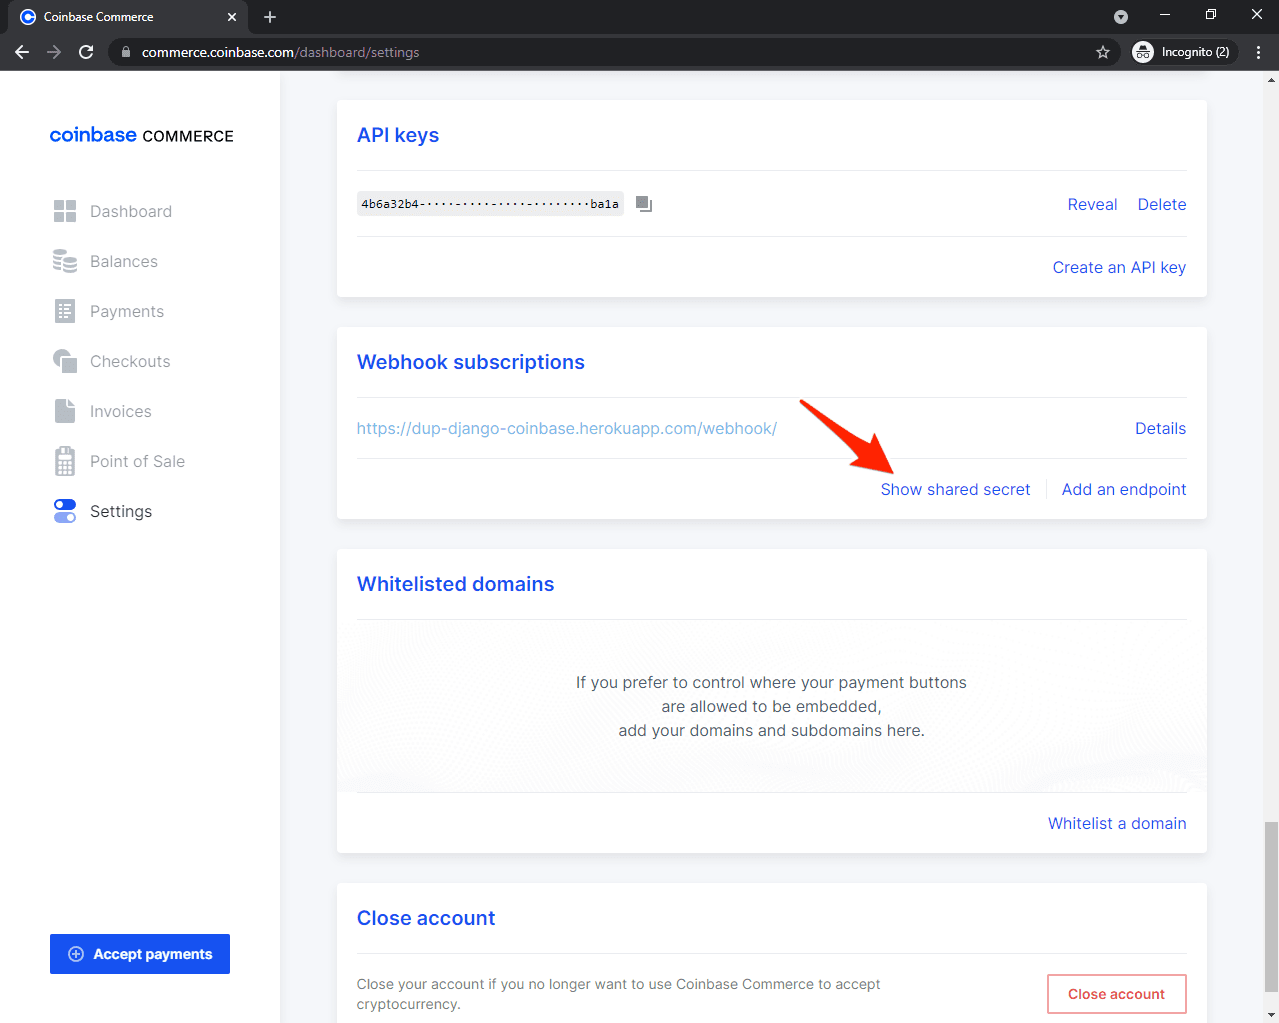 Coinbase Commerce
commerce.coinbase.com/dashboard/settings
Incognito (2)
coinbase COMMERCE
Dashboard
Balances
Payments
Checkouts
Invoices
Point of Sale
Settings
Accept payments
API keys
4b6a32b4-····-····-····-········ba1a
Reveal Delete
Create an API key
Webhook subscriptions
https://dup-django-coinbase.herokuapp.com/webhook/
Details
Show shared secret
Add an endpoint
Whitelisted domains
If you prefer to control where your payment buttons
are allowed to be embedded,
add your domains and subdomains here.
Whitelist a domain
Close account
Close your account if you no longer want to use Coinbase Commerce to accept
cryptocurrency.
Close account